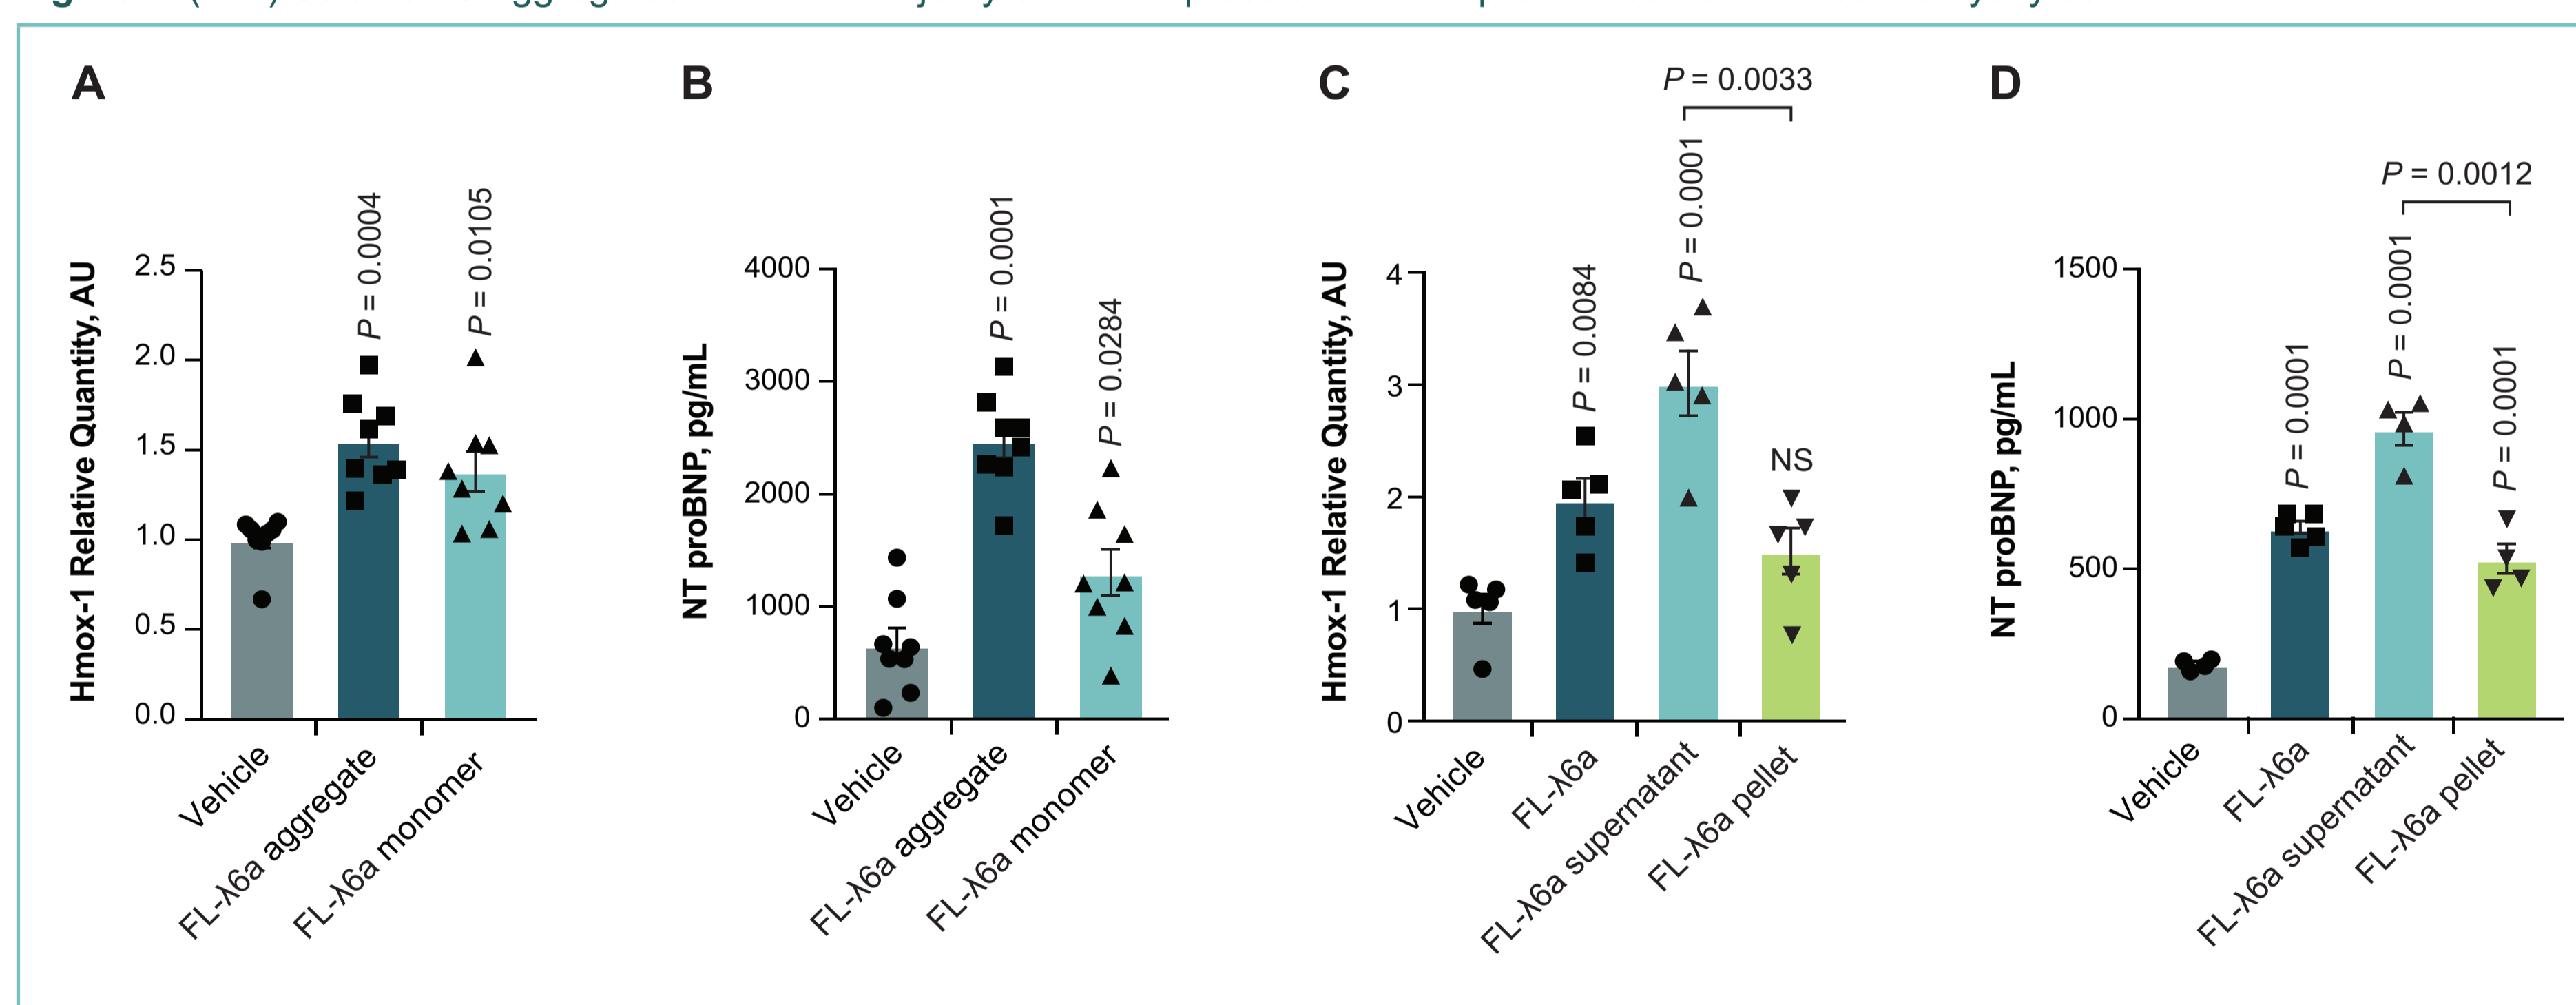 A
Hmox-1 Relative Quantity, AU
2.5
2.0
1.5
1.0
0.5
0.0
P = 0.0004
P = 0.0105
Vehicle
FL-λ6a aggregate
FL-λ6a monomer
B
NT proBNP, pg/mL
4000
3000
2000
1000
0
P = 0.0001
P = 0.0284
Vehicle
FL-λ6a aggregate
FL-λ6a monomer
C
Hmox-1 Relative Quantity, AU
4
3
2
1
0
P = 0.0084
P = 0.0001
P = 0.0033
NS
Vehicle
FL-λ6a
FL-λ6a supernatant
FL-λ6a pellet
D
NT proBNP, pg/mL
1500
1000
500
0
P = 0.0001
P = 0.0001
P = 0.0012
P = 0.0001
Vehicle
FL-λ6a
FL-λ6a supernatant
FL-λ6a pellet